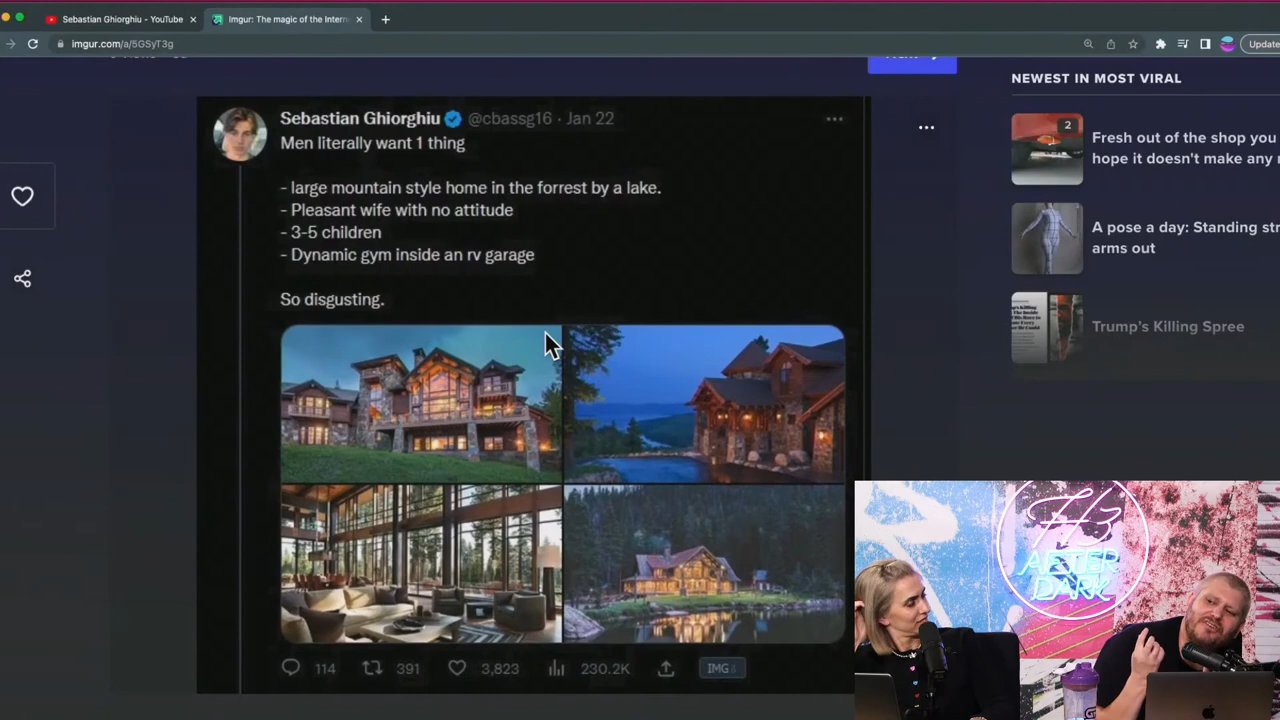 Sebastian Ghiorghiu - YouTube
Imgur: The magic of the Intern
imgur.com/a/5GSyT3g
Update
Sebastian Ghiorghiu @cbassg16 · Jan 22
Men literally want 1 thing
- large mountain style home in the forrest by a lake.
- Pleasant wife with no attitude
- 3-5 children
- Dynamic gym inside an rv garage
So disgusting.
114
391
3,823
230.2K
IMG
NEWEST IN MOST VIRAL
2
Fresh out of the shop you
hope it doesn't make any
A pose a day: Standing str
arms out
Trump's Killing Spree
H3
AFTER
DARK